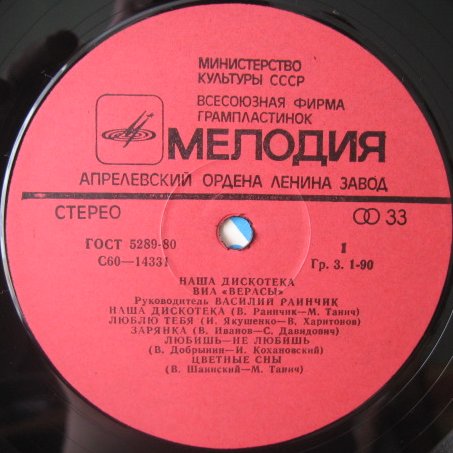 МИНИСТЕРСТВО
КУЛЬТУРЫ СССР
ВСЕСОЮЗНАЯ ФИРМА
ГРАМПЛАСТИНОК
МЕЛОДИЯ
АПРЕЛЕВСКИЙ ОРДЕНА ЛЕНИНА ЗАВОД
СТЕРЕО 33
ГОСТ 5289-80 1
С60—14331 Гр. 3. 1-90
НАША ДИСКОТЕКА
ВИА «ВЕРАСЫ»
Руководитель ВАСИЛИЙ РАИНЧИК
НАША ДИСКОТЕКА (В. Раинчик—М. Танич)
ЛЮБЛЮ ТЕБЯ (И. Якушенко—В. Харитонов)
ЗАРЯНКА (В. Иванов—С. Давидович)
ЛЮБИШЬ—НЕ ЛЮБИШЬ
(В. Добрынин—И. Кохановский)
ЦВЕТНЫЕ СНЫ
(В. Шаинский—М. Танич)